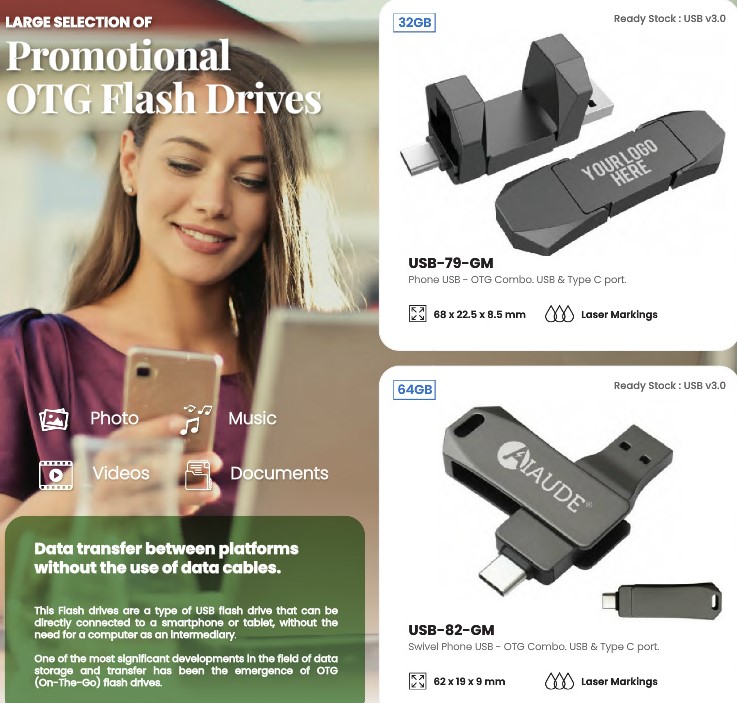 LARGE SELECTION OF
Promotional
OTG Flash Drives
Photo
Music
Videos
Documents
Data transfer between platforms
without the use of data cables.
This Flash drives are a type of USB flash drive that can be
directly connected to a smartphone or tablet, without the
need for a computer as an intermediary.
One of the most significant developments in the field of data
storage and transfer has been the emergence of OTG
(On-The-Go) flash drives.
32GB
Ready Stock : USB v3.0
YOUR LOGO
HERE
USB-79-GM
Phone USB - OTG Combo. USB & Type C port.
68 x 22.5 x 8.5 mm
Laser Markings
64GB
Ready Stock : USB v3.0
AIAUDE®
USB-82-GM
Swivel Phone USB - OTG Combo. USB & Type C port.
62 x 19 x 9 mm
Laser Markings